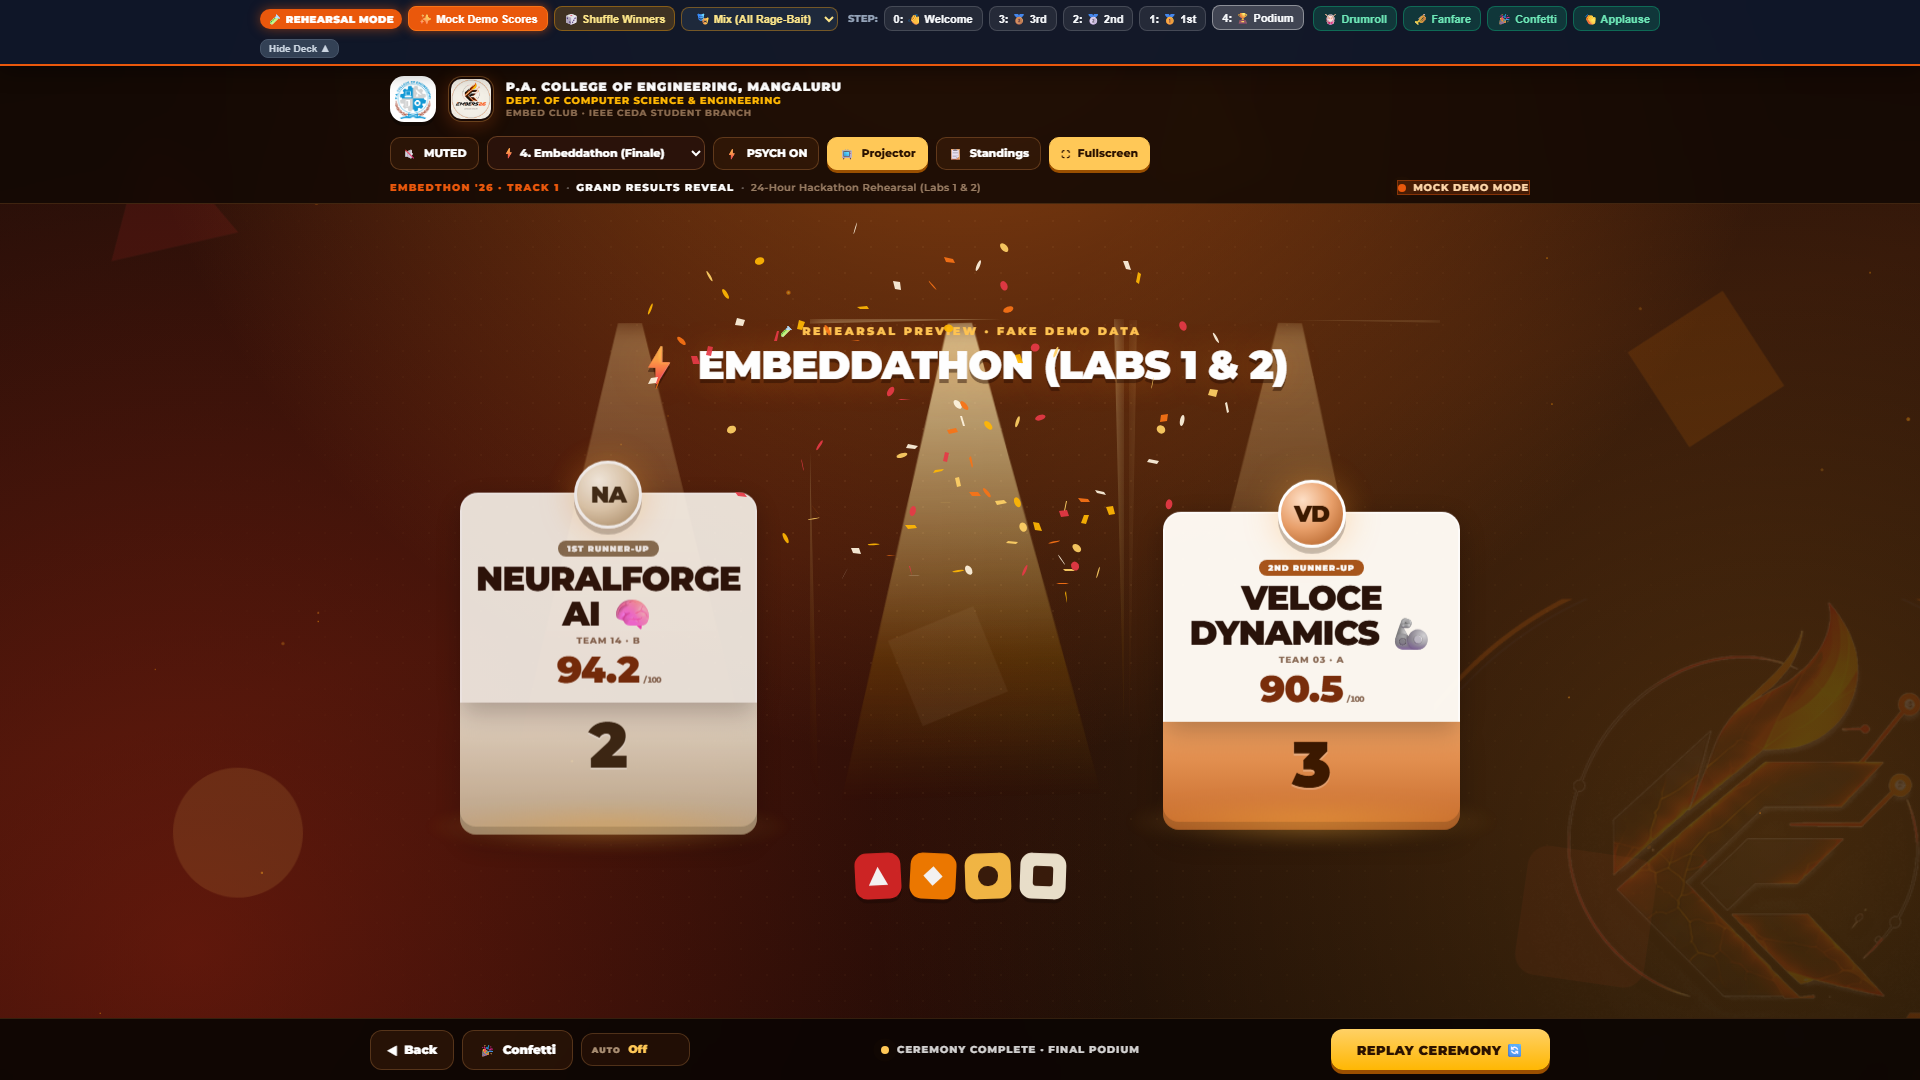 REHEARSAL MODE
Mock Demo Scores
Shuffle Winners
Mix (All Rage-Bait)
STEP:
0: Welcome
3: 3rd
2: 2nd
1: 1st
4: Podium
Drumroll
Fanfare
Confetti
Applause
Hide Deck ▲
P.A. COLLEGE OF ENGINEERING, MANGALURU
DEPT. OF COMPUTER SCIENCE & ENGINEERING
EMBED CLUB · IEEE CEDA STUDENT BRANCH
MUTED
4. Embeddathon (Finale)
PSYCH ON
Projector
Standings
Fullscreen
EMBEDTHON '26 · TRACK 1 · GRAND RESULTS REVEAL · 24-Hour Hackathon Rehearsal (Labs 1 & 2)
MOCK DEMO MODE
REHEARSAL PREVIEW · FAKE DEMO DATA
EMBEDDATHON (LABS 1 & 2)
NA
1ST RUNNER-UP
NEURALFORGE
AI
TEAM 14 · B
94.2 /100
2
VD
2ND RUNNER-UP
VELOCE
DYNAMICS
TEAM 03 · A
90.5 /100
3
◀ Back
Confetti
AUTO Off
CEREMONY COMPLETE · FINAL PODIUM
REPLAY CEREMONY